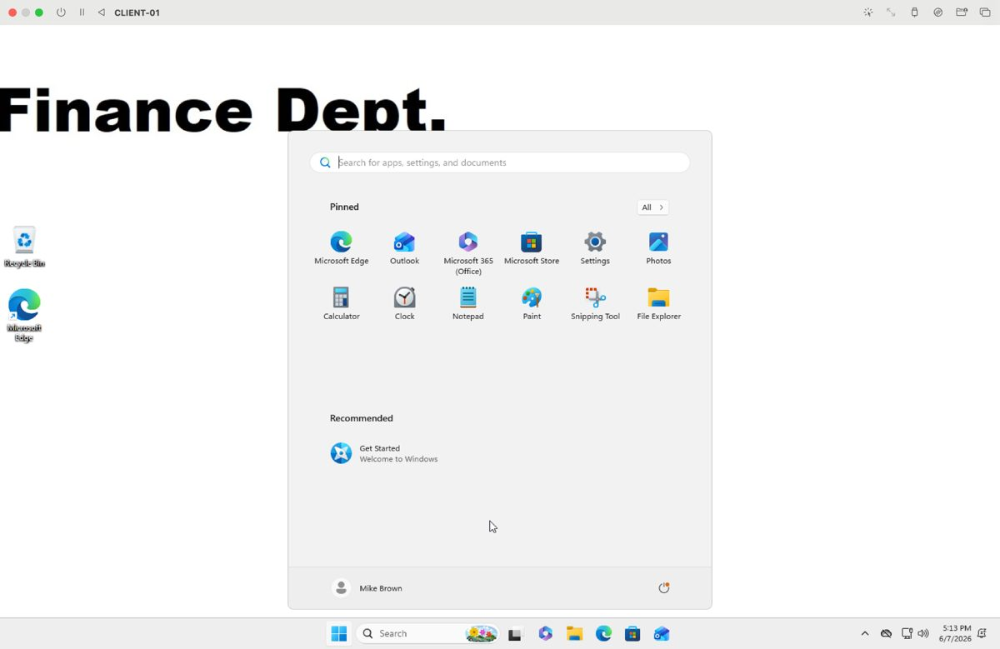 CLIENT-01
Finance Dept.
Search for apps, settings, and documents
Pinned
All
Microsoft Edge
Outlook
Microsoft 365
(Office)
Microsoft Store
Settings
Photos
Calculator
Clock
Notepad
Paint
Snipping Tool
File Explorer
Recycle Bin
Microsoft
Edge
Recommended
Get Started
Welcome to Windows
Mike Brown
Search
5:13 PM
6/7/2026